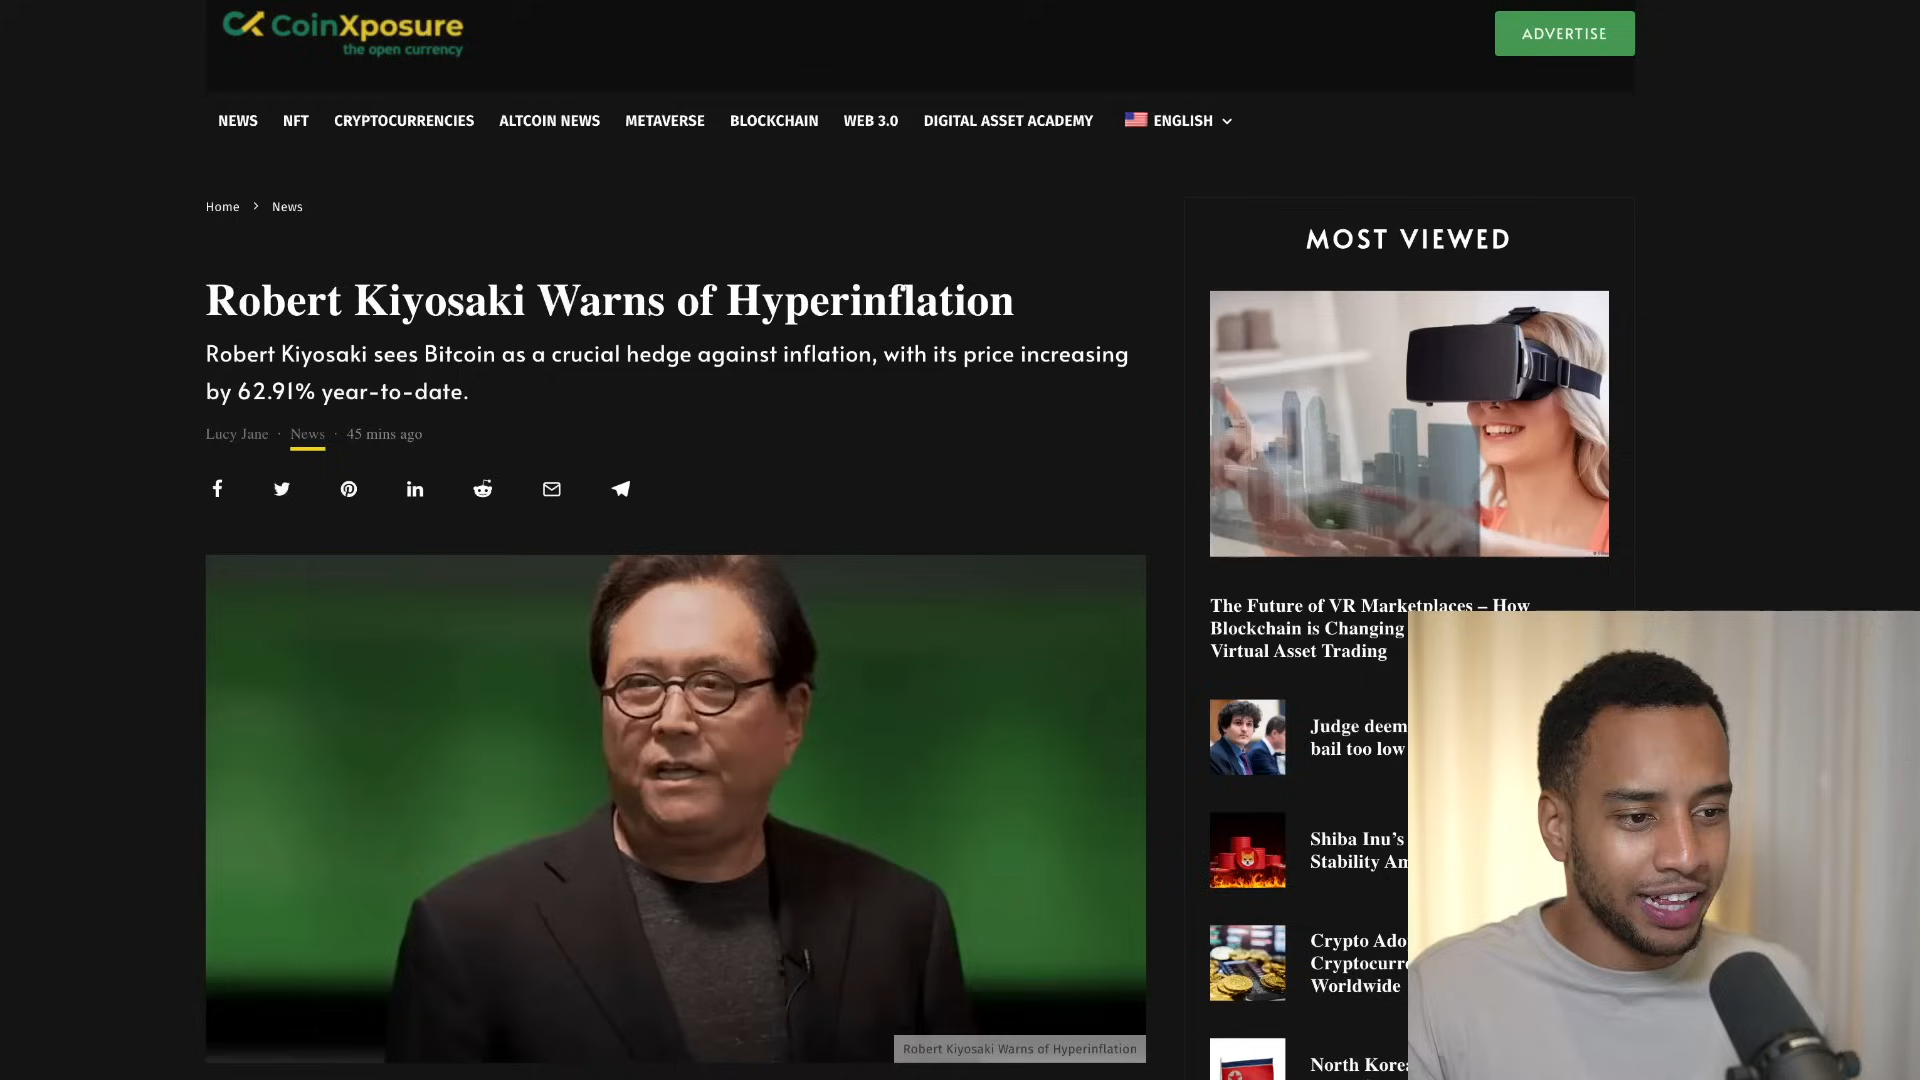 CoinXposure
the open currency
ADVERTISE
NEWS NFT CRYPTOCURRENCIES ALTCOIN NEWS METAVERSE BLOCKCHAIN WEB 3.0 DIGITAL ASSET ACADEMY ENGLISH
Home > News
Robert Kiyosaki Warns of Hyperinflation
Robert Kiyosaki sees Bitcoin as a crucial hedge against inflation, with its price increasing
by 62.91% year-to-date.
Lucy Jane · News · 45 mins ago
Robert Kiyosaki Warns of Hyperinflation
MOST VIEWED
The Future of VR Marketplaces – How
Blockchain is Changing
Virtual Asset Trading
Judge deem
bail too low
Shiba Inu's
Stability Am
Crypto Ado
Cryptocurre
Worldwide
North Korea